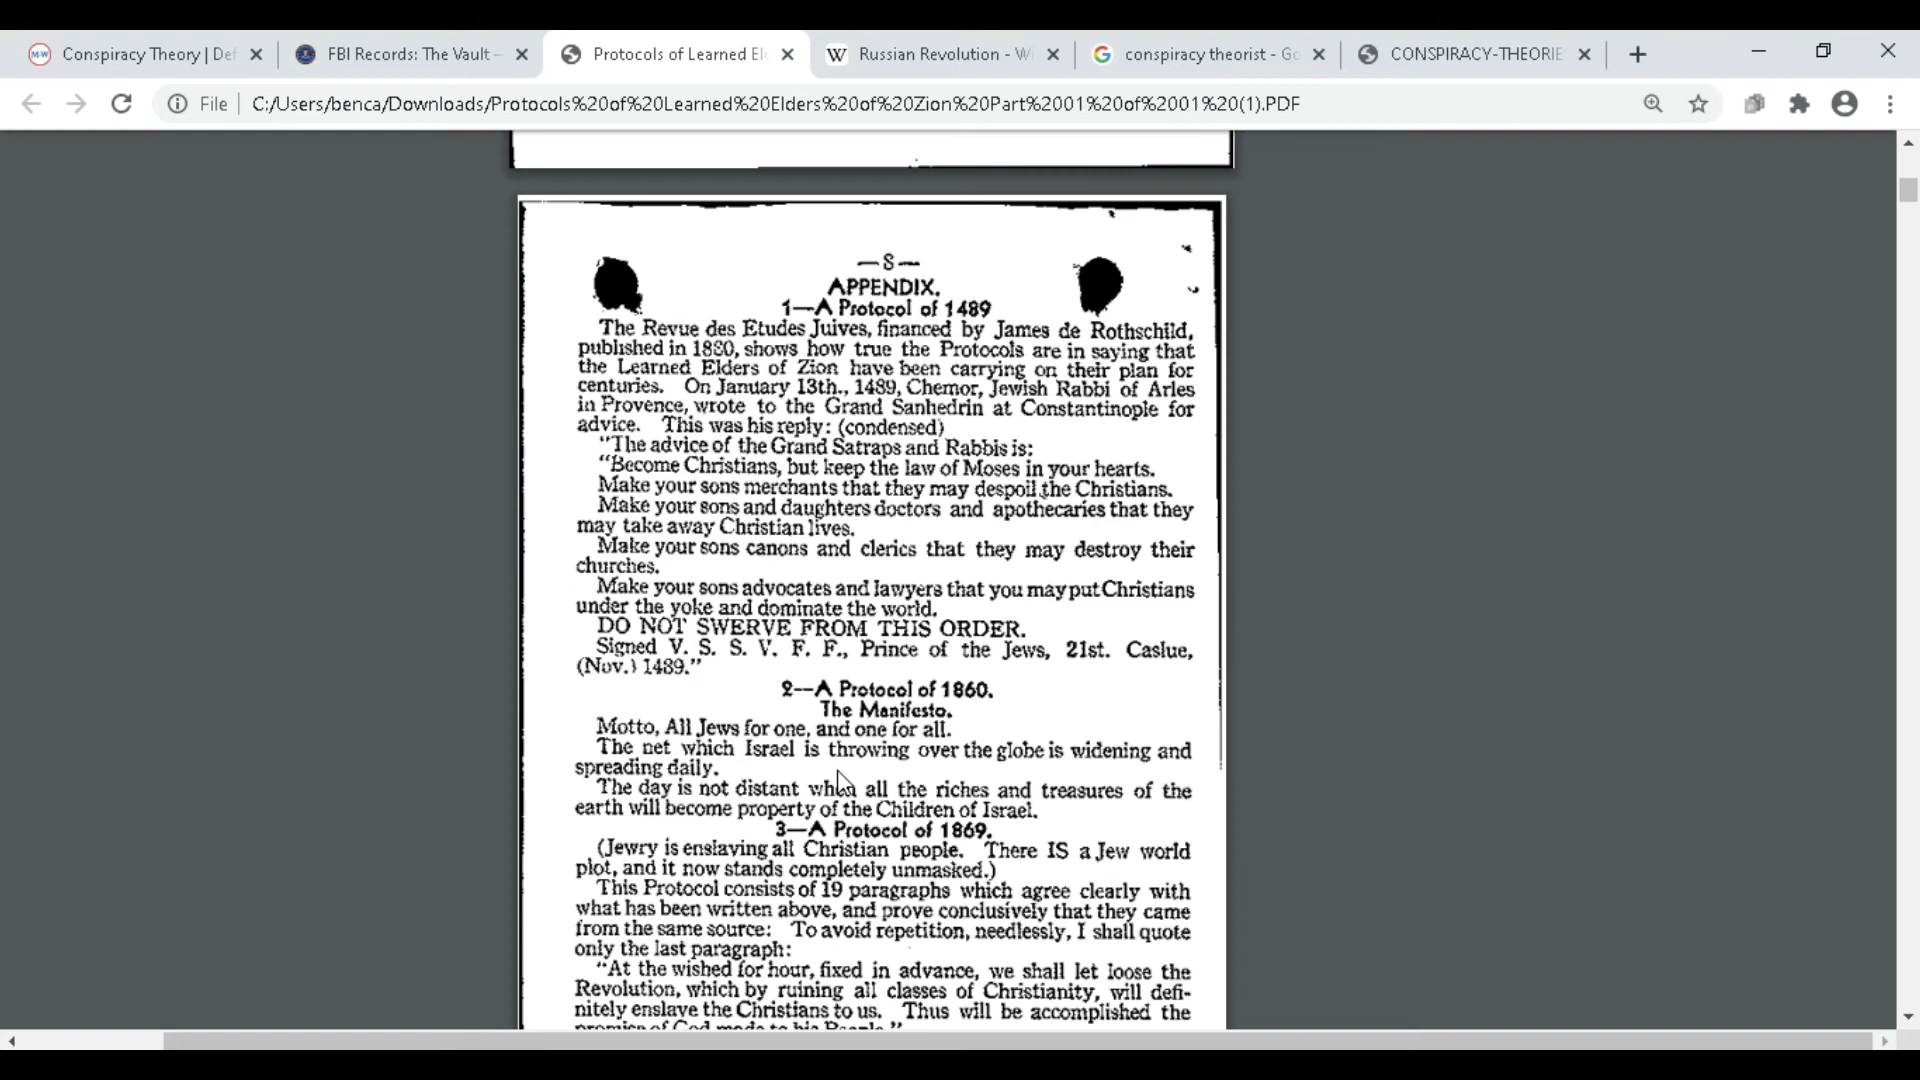 Conspiracy Theory | Def
FBI Records: The Vault —
Protocols of Learned El
Russian Revolution - Wi
conspiracy theorist - Go
CONSPIRACY-THEORIE
File
C:/Users/benca/Downloads/Protocols%20of%20Learned%20Elders%20of%20Zion%20Part%2001%20of%2001%20(1).PDF
—8—
APPENDIX.
1—A Protocol of 1489
The Revue des Etudes Juives, financed by James de Rothschild,
published in 1880, shows how true the Protocols are in saying that
the Learned Elders of Zion have been carrying on their plan for
centuries. On January 13th., 1489, Chemor, Jewish Rabbi of Arles
in Provence, wrote to the Grand Sanhedrin at Constantinople for
advice. This was his reply: (condensed)
"The advice of the Grand Satraps and Rabbis is:
"Become Christians, but keep the law of Moses in your hearts.
Make your sons merchants that they may despoil the Christians.
Make your sons and daughters doctors and apothecaries that they
may take away Christian lives.
Make your sons canons and clerics that they may destroy their
churches.
Make your sons advocates and lawyers that you may put Christians
under the yoke and dominate the world.
DO NOT SWERVE FROM THIS ORDER.
Signed V. S. S. V. F. F., Prince of the Jews, 21st. Caslue,
(Nov.) 1489."
2--A Protocol of 1860.
The Manifesto.
Motto, All Jews for one, and one for all.
The net which Israel is throwing over the globe is widening and
spreading daily.
The day is not distant when all the riches and treasures of the
earth will become property of the Children of Israel.
3—A Protocol of 1869.
(Jewry is enslaving all Christian people. There IS a Jew world
plot, and it now stands completely unmasked.)
This Protocol consists of 19 paragraphs which agree clearly with
what has been written above, and prove conclusively that they came
from the same source: To avoid repetition, needlessly, I shall quote
only the last paragraph:
"At the wished for hour, fixed in advance, we shall let loose the
Revolution, which by ruining all classes of Christianity, will defi-
nitely enslave the Christians to us. Thus will be accomplished the
promise of God made to his People."